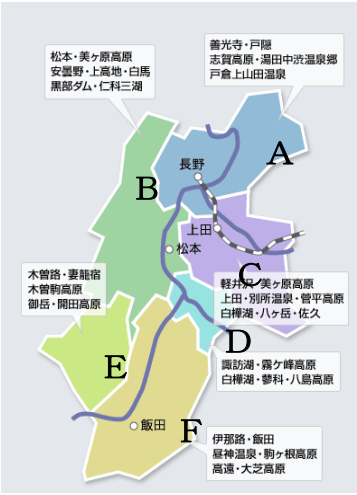 松本・美ヶ原高原
安曇野・上高地・白馬
黒部ダム・仁科三湖
善光寺・戸隠
志賀高原・湯田中渋温泉郷
戸倉上山田温泉
A
長野
B
上田
松本
C
軽井沢・美ヶ原高原
上田・別所温泉・菅平高原
白樺湖・八ヶ岳・佐久
木曽路・妻籠宿
木曽駒高原
御岳・開田高原
D
諏訪湖・霧ケ峰高原
白樺湖・蓼科・八島高原
E
飯田
F
伊那路・飯田
昼神温泉・駒ヶ根高原
高遠・大芝高原